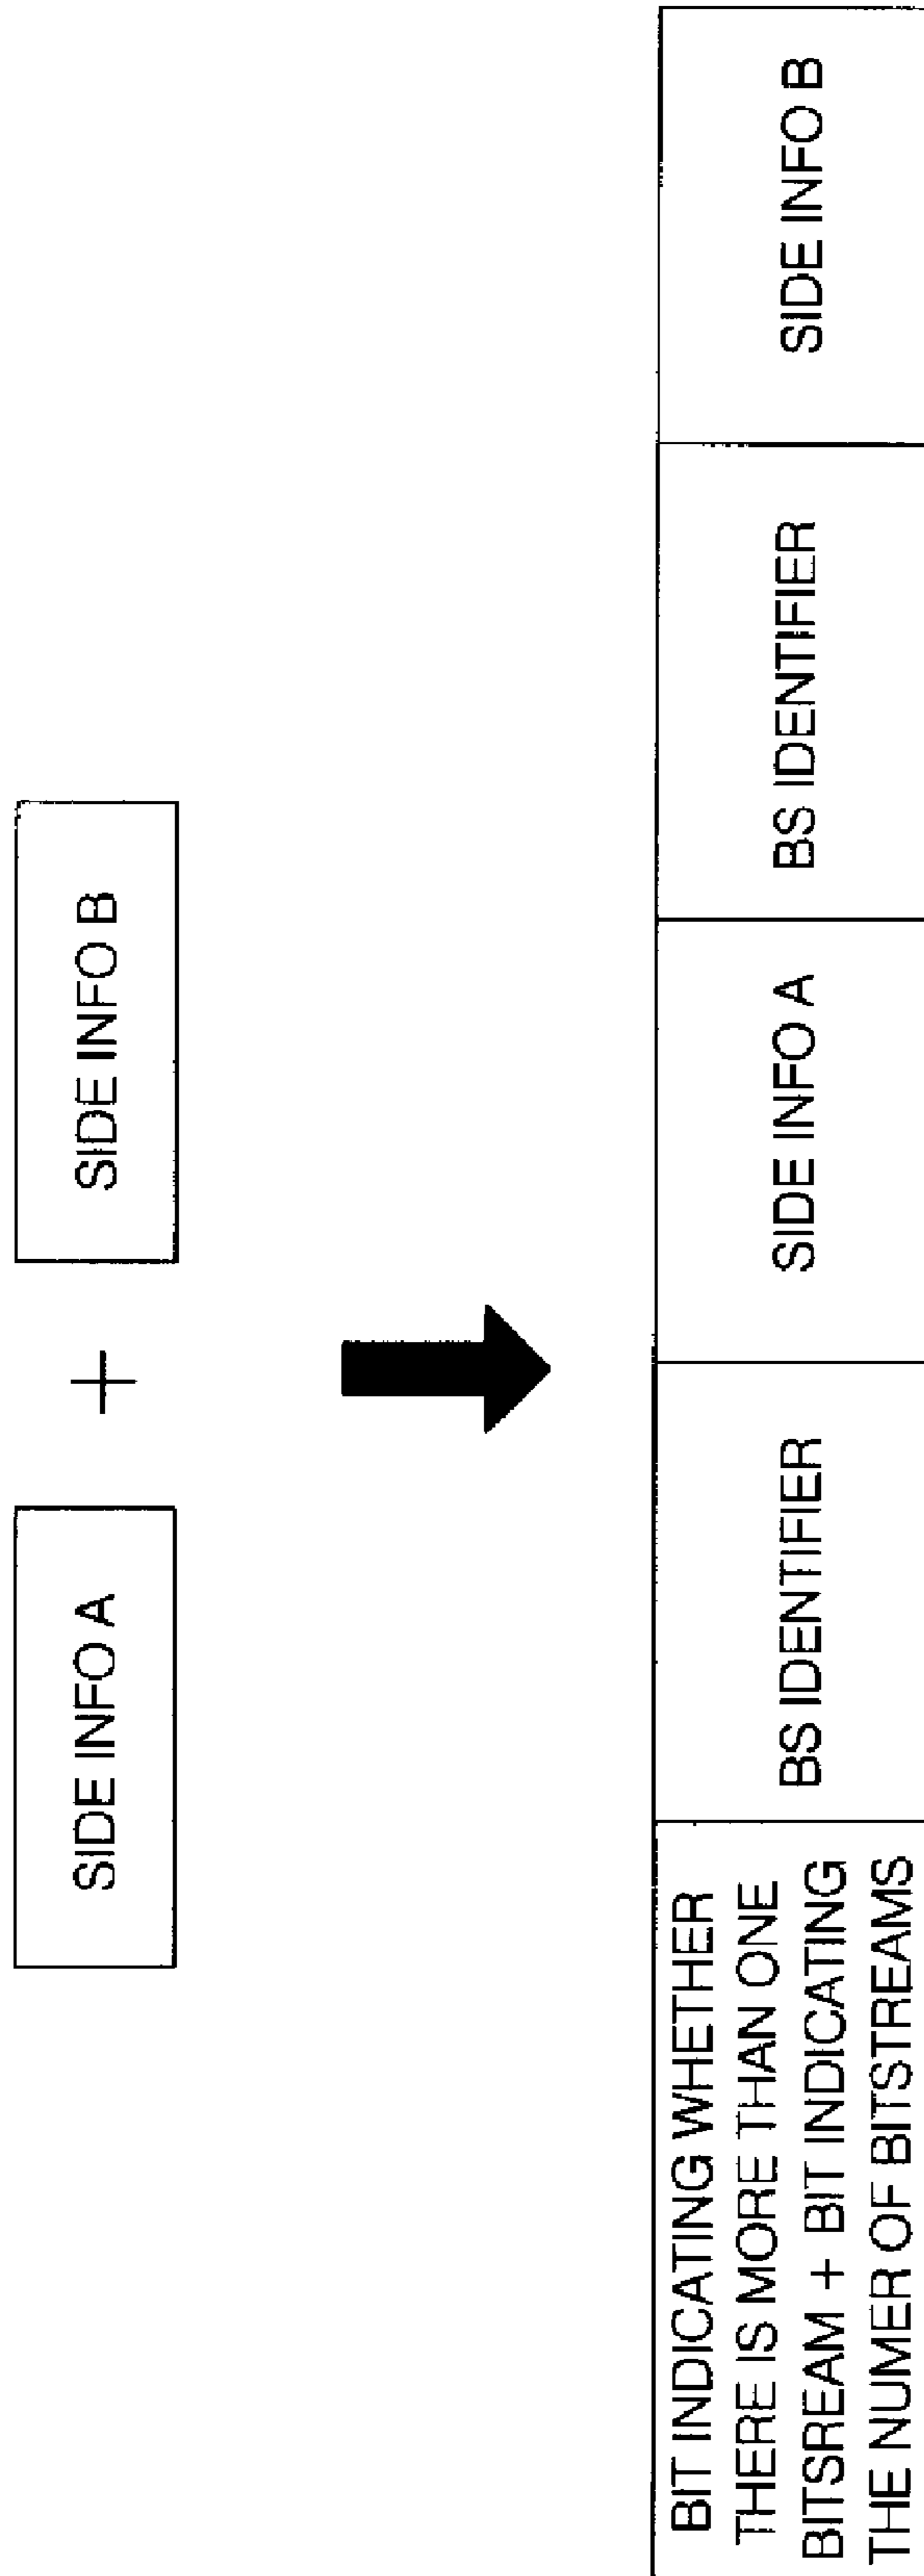 SIDE INFO A
+
SIDE INFO B
BIT INDICATING WHETHER
THERE IS MORE THAN ONE
BITSREAM + BIT INDICATING
THE NUMER OF BITSTREAMS
BS IDENTIFIER
SIDE INFO A
BS IDENTIFIER
SIDE INFO B